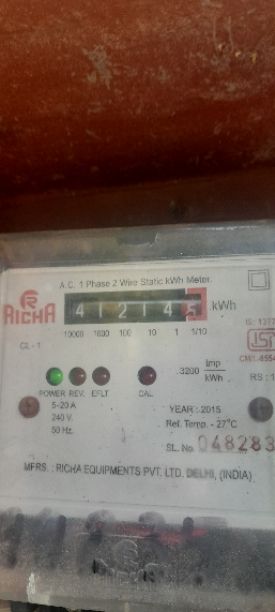 A.C. 1 Phase 2 Wire Static kWh Meter.
RICHA
4 1 2 1 4 kWh
10000 1000 100 10 1 1/10
CL - 1
3200 Imp
kWh
POWER REV. EFLT CAL
5-20 A
240 V.
50 Hz.
YEAR : 2015
Ref. Temp. - 27°C
SL. No. 048283
MFRS. : RICHA EQUIPMENTS PVT. LTD. DELHI, (INDIA)